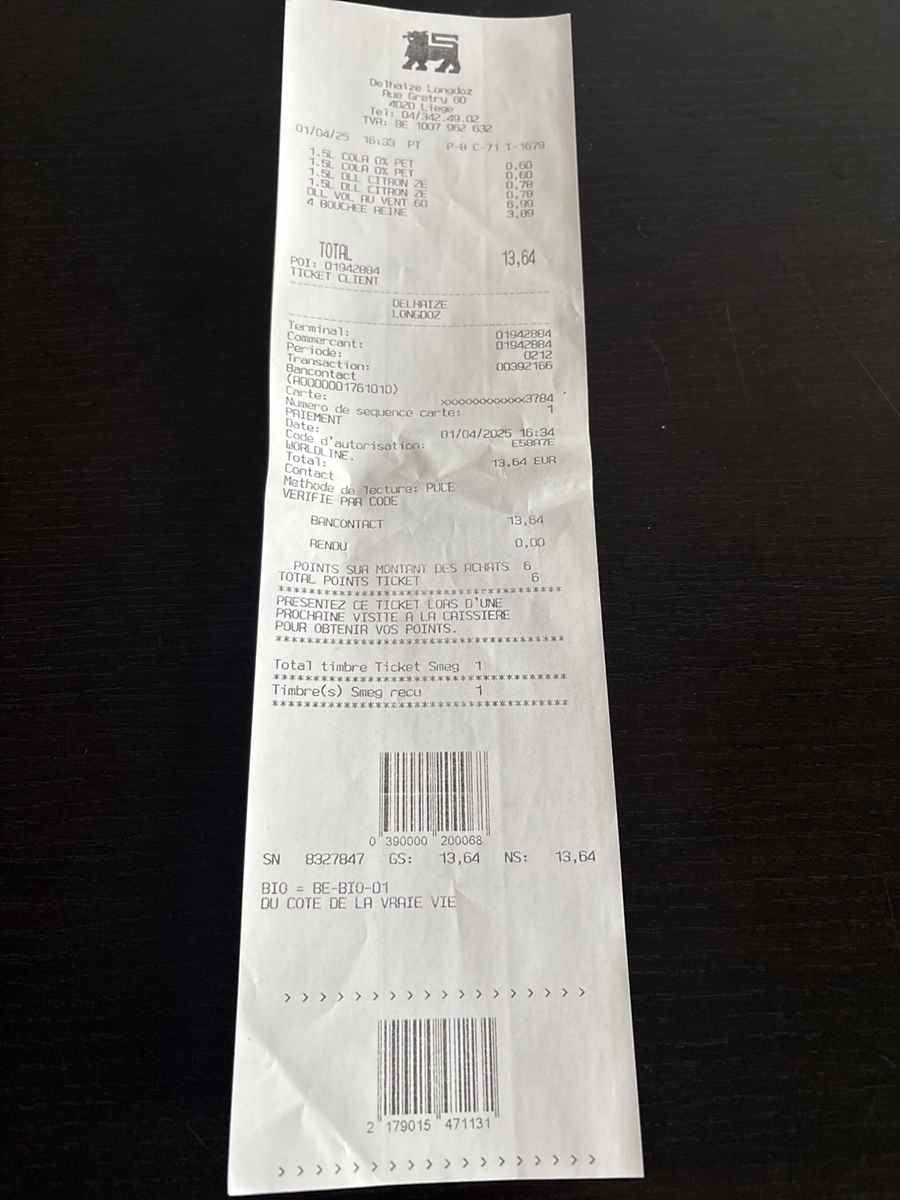 Delhaize Longdoz
Rue Gretry 60
4020 Liege
Tel: 04/342.49.02
TVA: BE 1007 962 632
01/04/25 16:33 PT P-8 C-71 T-1679
1.5L COLA 0% PET 0,60
1.5L COLA 0% PET 0,60
1.5L DLL CITRON ZE 0,78
1.5L DLL CITRON ZE 0,78
DLL VOL AU VENT 60 6,99
4 BOUCHEE REINE 3,89
TOTAL 13,64
POI: 01942884
TICKET CLIENT
DELHAIZE
LONGDOZ
Terminal: 01942884
Commercant: 01942884
Periode: 0212
Transaction: 00392166
Bancontact
(A0000001761010)
Carte: xxxxxxxxxxxxx3784
Numero de sequence carte: 1
PAIEMENT
Date: 01/04/2025 16:34
Code d'autorisation: E58A7E
WORLDLINE.
Total: 13,64 EUR
Contact
Methode de lecture: PUCE
VERIFIE PAR CODE
BANCONTACT 13,64
RENDU 0,00
POINTS SUR MONTANT DES ACHATS 6
TOTAL POINTS TICKET 6
***************************************
PRESENTEZ CE TICKET LORS D'UNE
PROCHAINE VISITE A LA CAISSIERE
POUR OBTENIR VOS POINTS.
***************************************
Total timbre Ticket Smeg 1
***************************************
Timbre(s) Smeg recu 1
***************************************
0 390000 200068
SN 8327847 GS: 13,64 NS: 13,64
BIO = BE-BIO-01
DU COTE DE LA VRAIE VIE
> > > > > > > > > > > > > > > > > >
2 179015 471131
> > > > > > > > > > > > > > > > > >